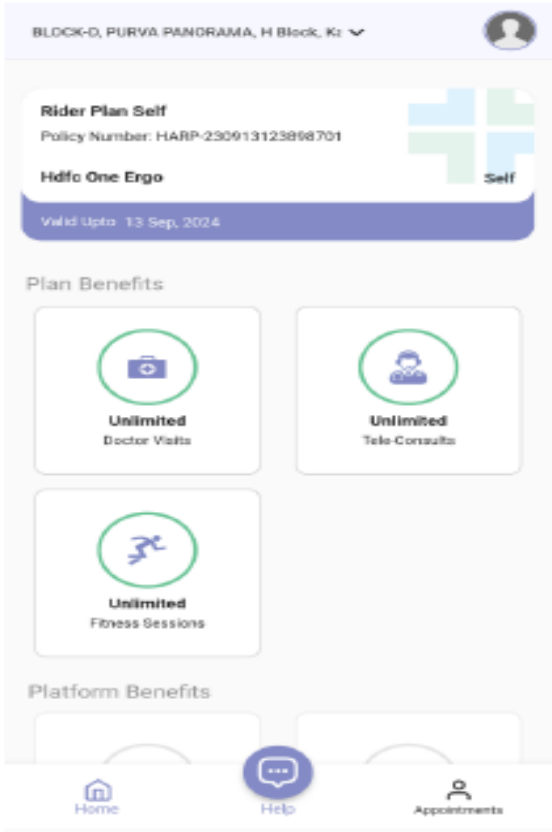 BLOCK-D, PURVA PANORAMA, H Block, Ka
Rider Plan Self
Policy Number: HARP-230913123898701
Hdfc One Ergo
Self
Valid Upto 13 Sep, 2024
Plan Benefits
Unlimited
Doctor Visits
Unlimited
Tele-Consults
Unlimited
Fitness Sessions
Platform Benefits
Home
Help
Appointments